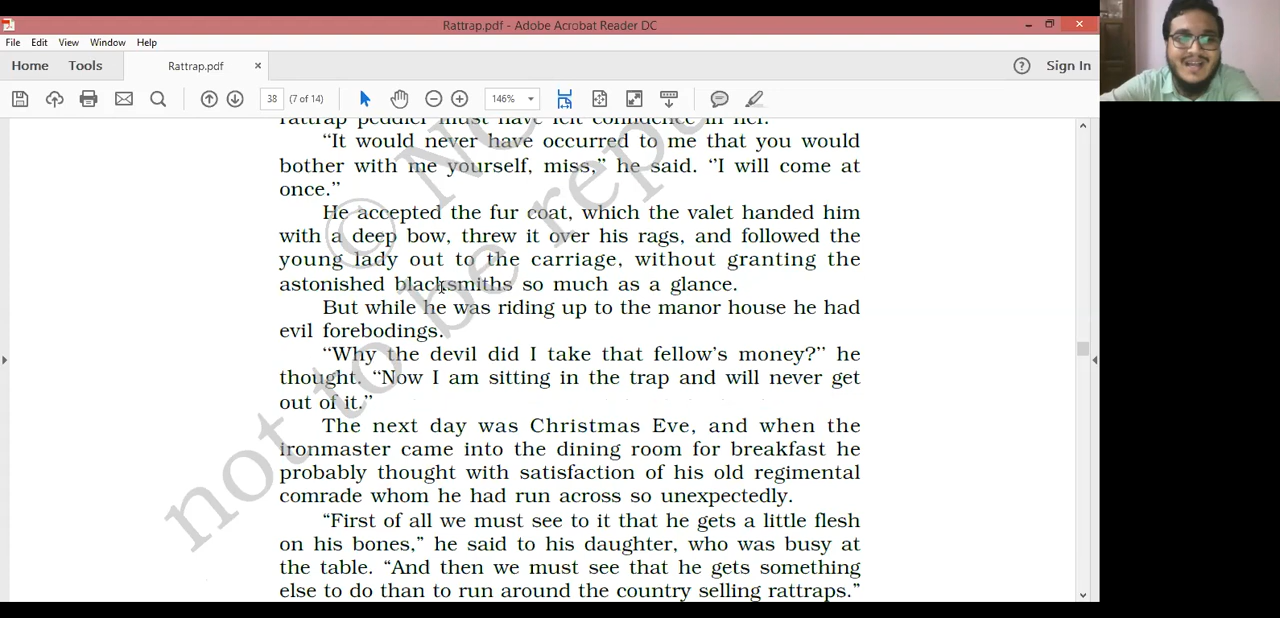 Rattrap.pdf - Adobe Acrobat Reader DC
File Edit View Window Help
Home Tools Rattrap.pdf × ? Sign In
38 (7 of 14) 146%
rattrap peddler must have felt confidence in her.
“It would never have occurred to me that you would
bother with me yourself, miss,” he said. ‘’I will come at
once.”
He accepted the fur coat, which the valet handed him
with a deep bow, threw it over his rags, and followed the
young lady out to the carriage, without granting the
astonished blacksmiths so much as a glance.
But while he was riding up to the manor house he had
evil forebodings.
‘‘Why the devil did I take that fellow’s money?’’ he
thought. ‘‘Now I am sitting in the trap and will never get
out of it.’’
The next day was Christmas Eve, and when the
ironmaster came into the dining room for breakfast he
probably thought with satisfaction of his old regimental
comrade whom he had run across so unexpectedly.
“First of all we must see to it that he gets a little flesh
on his bones,” he said to his daughter, who was busy at
the table. “And then we must see that he gets something
else to do than to run around the country selling rattraps.”
not to be rep